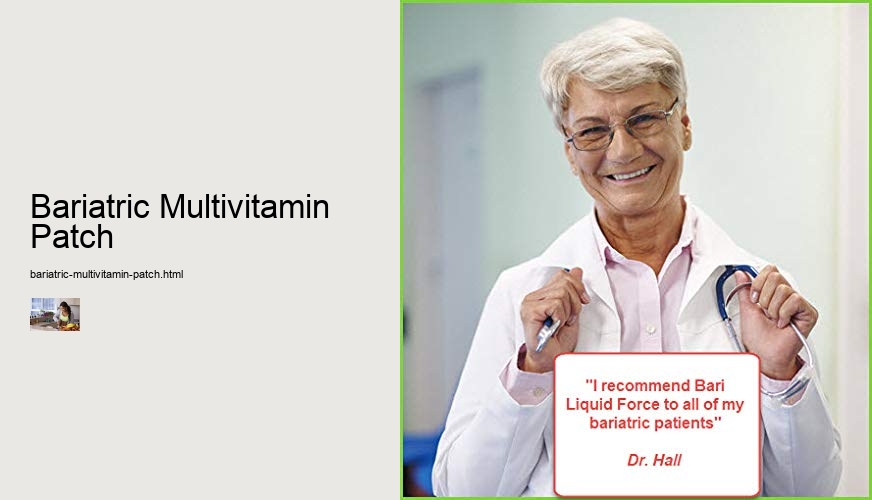 Bariatric Multivitamin
Patch
bariatric-multivitamin-patch.html
"I recommend Bari
Liquid Force to all of my
bariatric patients"
Dr. Hall